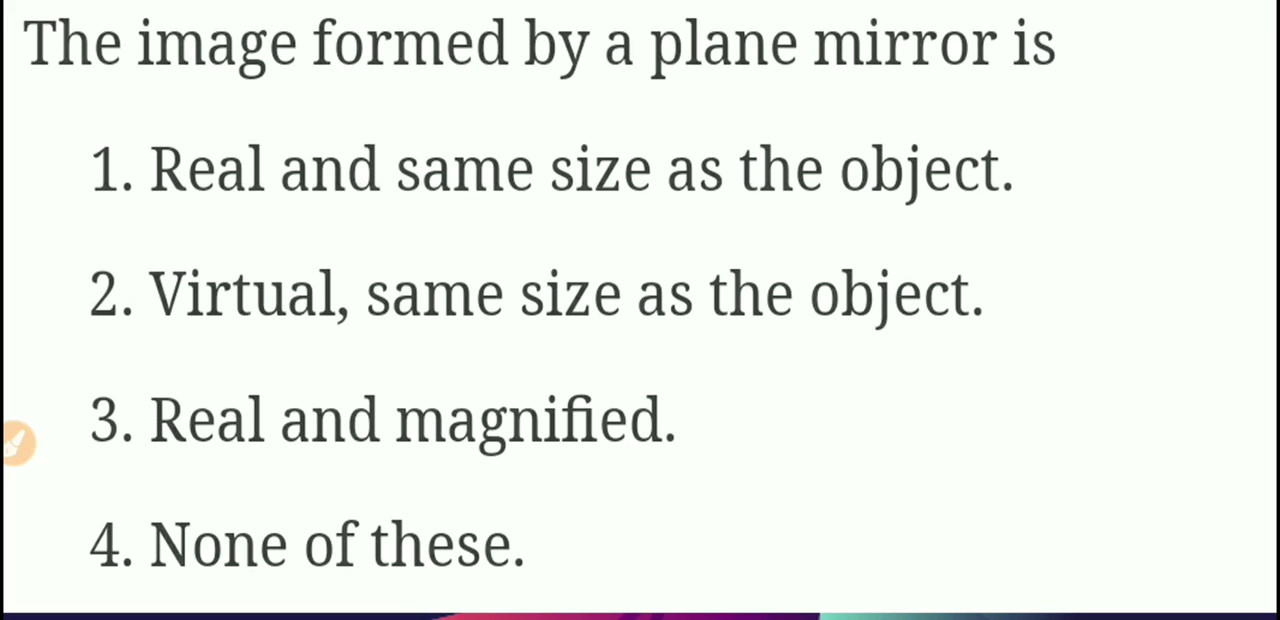 The image formed by a plane mirror is
1. Real and same size as the object.
2. Virtual, same size as the object.
3. Real and magnified.
4. None of these.